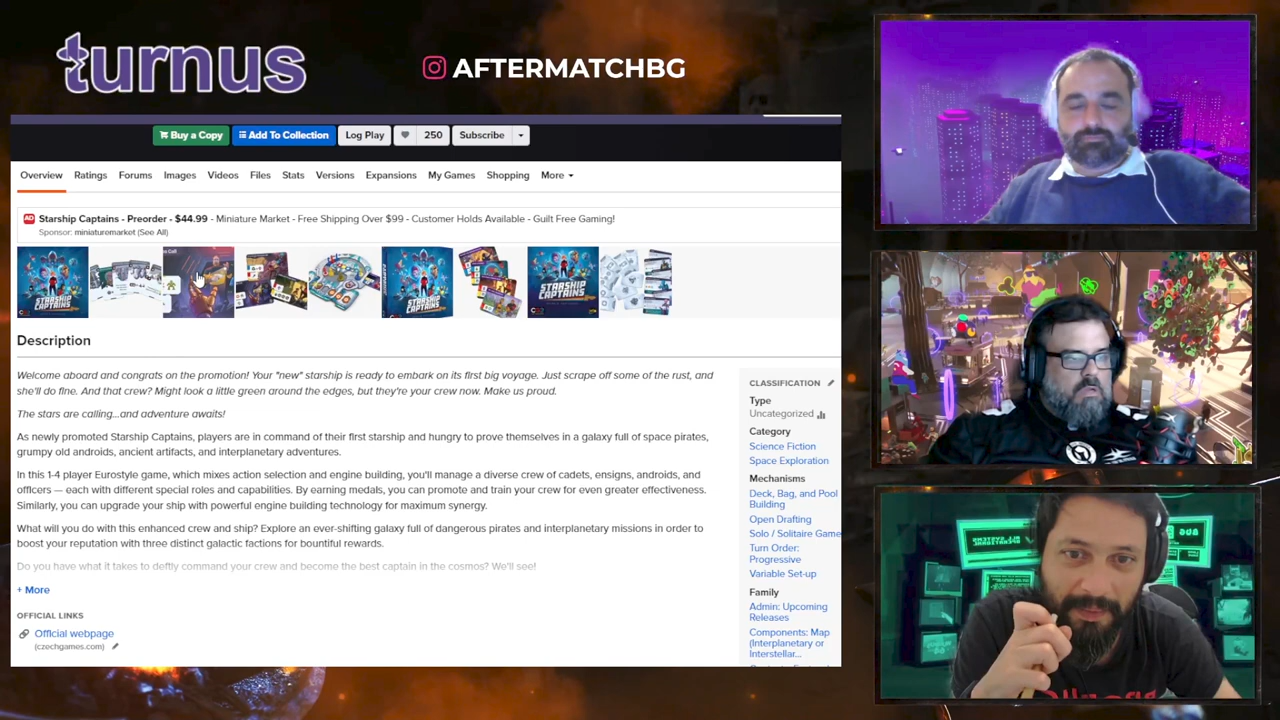 turnus
AFTERMATCHBG
Buy a Copy
Add To Collection
Log Play
250
Subscribe
Overview
Ratings
Forums
Images
Videos
Files
Stats
Versions
Expansions
My Games
Shopping
More
AD Starship Captains - Preorder - $44.99 - Miniature Market - Free Shipping Over $99 - Customer Holds Available - Guilt Free Gaming!
Sponsor: miniaturemarket (See All)
STARSHIP
CAPTAINS
STARSHIP
CAPTAINS
STARSHIP
CAPTAINS
Description
Welcome aboard and congrats on the promotion! Your "new" starship is ready to embark on its first big voyage. Just scrape off some of the rust, and
she'll do fine. And that crew? Might look a little green around the edges, but they're your crew now. Make us proud.
The stars are calling...and adventure awaits!
As newly promoted Starship Captains, players are in command of their first starship and hungry to prove themselves in a galaxy full of space pirates,
grumpy old androids, ancient artifacts, and interplanetary adventures.
In this 1-4 player Eurostyle game, which mixes action selection and engine building, you'll manage a diverse crew of cadets, ensigns, androids, and
officers — each with different special roles and capabilities. By earning medals, you can promote and train your crew for even greater effectiveness.
Similarly, you can upgrade your ship with powerful engine building technology for maximum synergy.
What will you do with this enhanced crew and ship? Explore an ever-shifting galaxy full of dangerous pirates and interplanetary missions in order to
boost your reputation with three distinct galactic factions for bountiful rewards.
Do you have what it takes to deftly command your crew and become the best captain in the cosmos? We'll see!
+ More
OFFICIAL LINKS
Official webpage
(czechgames.com)
CLASSIFICATION
Type
Uncategorized
Category
Science Fiction
Space Exploration
Mechanisms
Deck, Bag, and Pool
Building
Open Drafting
Solo / Solitaire Game
Turn Order:
Progressive
Variable Set-up
Family
Admin: Upcoming
Releases
Components: Map
(Interplanetary or
Interstellar...